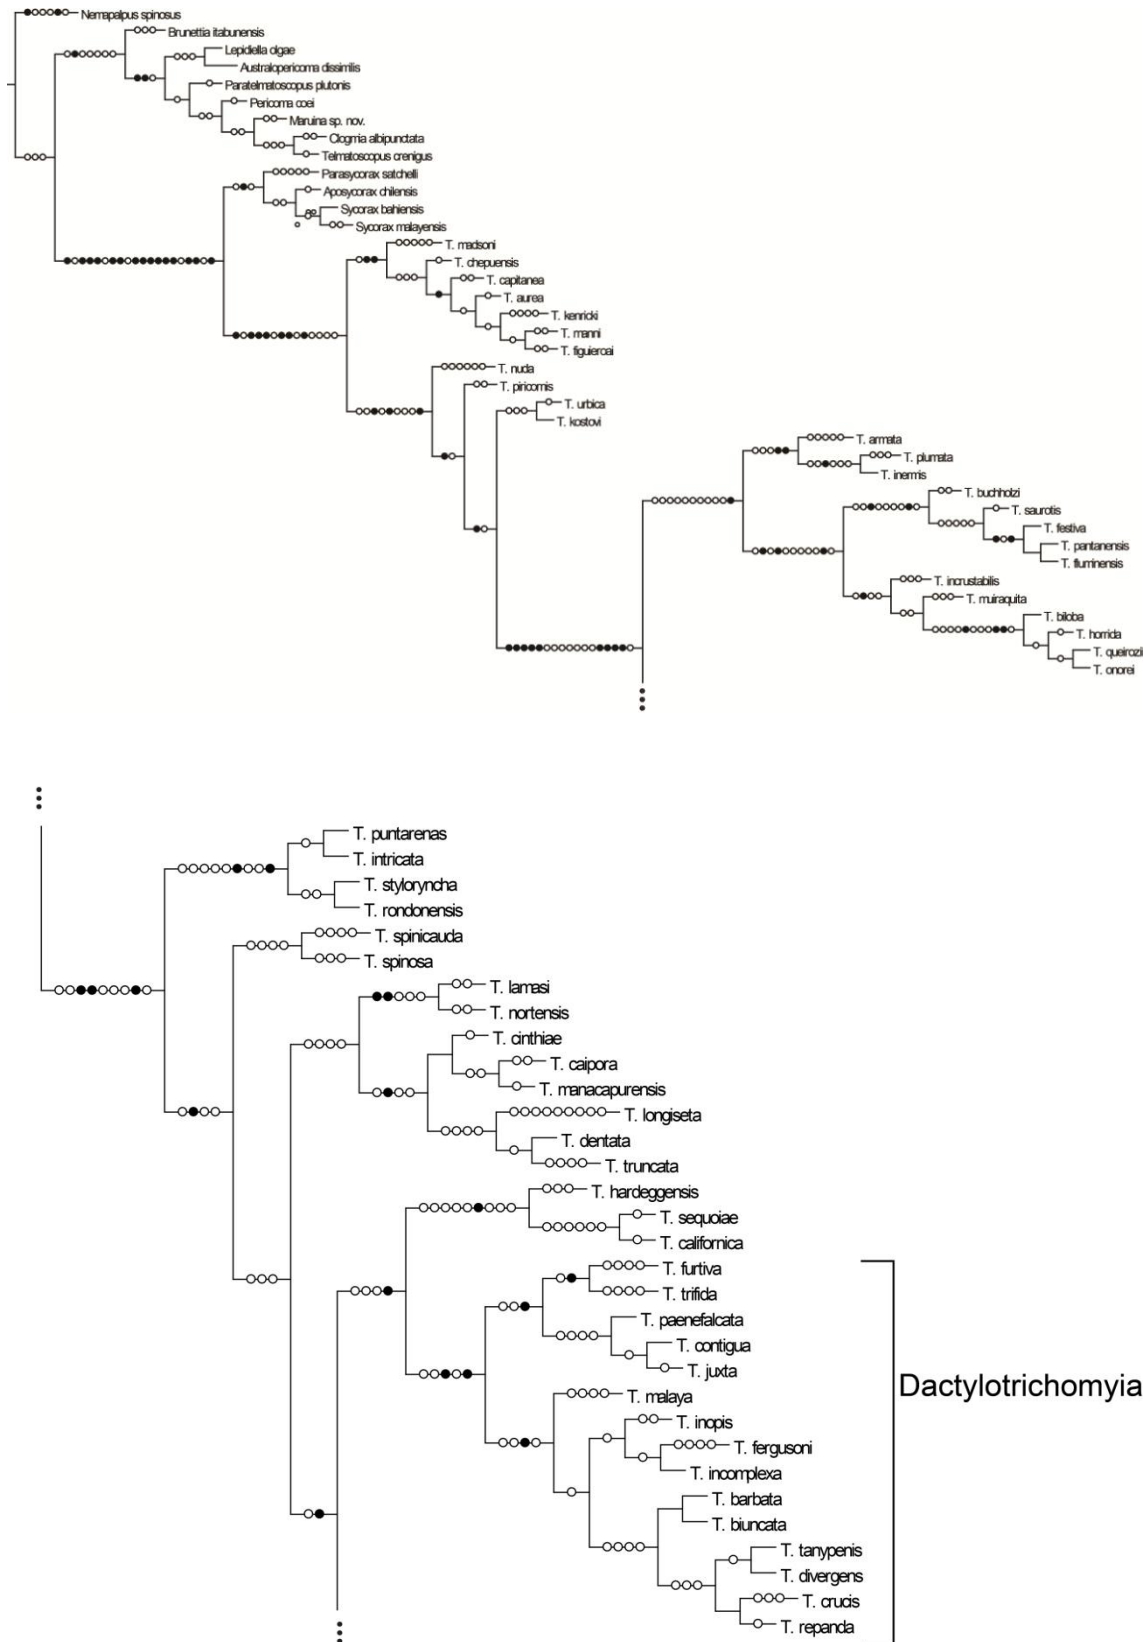 Nemapalpus spinosus
Brunettia itabunensis
Lepidiella olgae
Australopericoma dissimilis
Paratelmatoscopus plutonis
Pericoma coei
Maruina sp. nov.
Clogmia albipunctata
Telmatoscopus crenigus
Parasycorax satchelli
Aposycorax chilensis
Sycorax bahiensis
Sycorax malayensis
T. madsoni
T. chepuensis
T. capitanea
T. aurea
T. kenricki
T. manni
T. figuieroai
T. nuda
T. piricornis
T. urbica
T. kostovi
T. armata
T. plumata
T. inermis
T. buchholzi
T. saurotis
T. festiva
T. pantanensis
T. fluminensis
T. incrustabilis
T. muiraquita
T. biloba
T. horrida
T. queirozi
T. onorei
T. puntarenas
T. intricata
T. styloryncha
T. rondonensis
T. spinicauda
T. spinosa
T. lamasi
T. nortensis
T. cinthiae
T. caipora
T. manacapurensis
T. longiseta
T. dentata
T. truncata
T. hardeggensis
T. sequoiae
T. californica
T. furtiva
T. trifida
T. paenefalcata
T. contigua
T. juxta
Dactylotrichomyia
T. malaya
T. inopis
T. fergusoni
T. incomplexa
T. barbata
T. biuncata
T. tanypenis
T. divergens
T. crucis
T. repanda